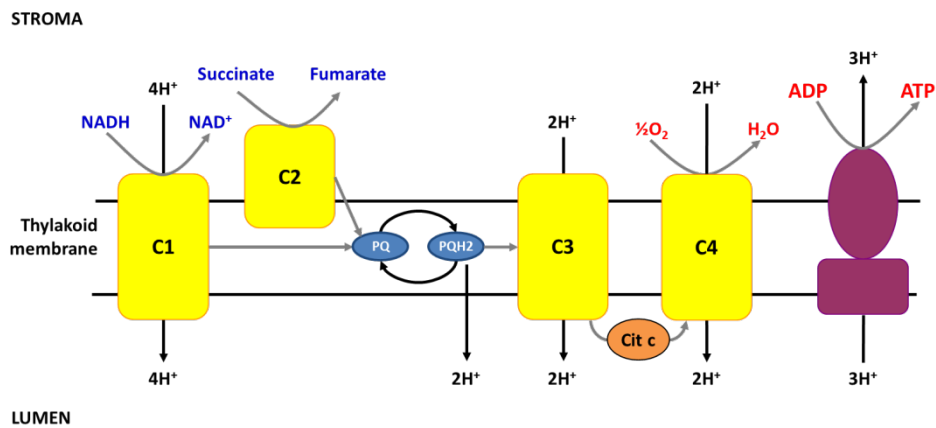 STROMA
3H⁺
Succinate Fumarate
4H⁺ 2H⁺ ADP ATP
NADH NAD⁺ 2H⁺ ½O₂ H₂O
C2
Thylakoid
membrane
C1 PQ PQH2 C3 C4
Cit c
4H⁺ 2H⁺ 2H⁺ 2H⁺ 3H⁺
LUMEN